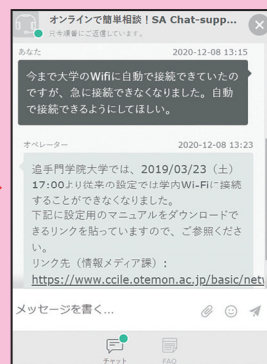 オンラインで簡単相談！SA Chat-supp...
只今順番にご返信しています。
あなた 2020-12-08 13:15
今まで大学のWifiに自動で接続できていたの
ですが、急に接続できなくなりました。自動
で接続できるようにしてほしい。
オペレーター 2020-12-08 13:23
追手門学院大学では、2019/03/23（土）
17:00より従来の設定では学内Wi-Fiに接続
することができなくなりました。
下記に設定用のマニュアルをダウンロードで
きるリンクを貼っていますので、ご参照くださ
い。
リンク先（情報メディア課）：
https://www.ccile.otemon.ac.jp/basic/netw
メッセージを書く...
チャット FAQ